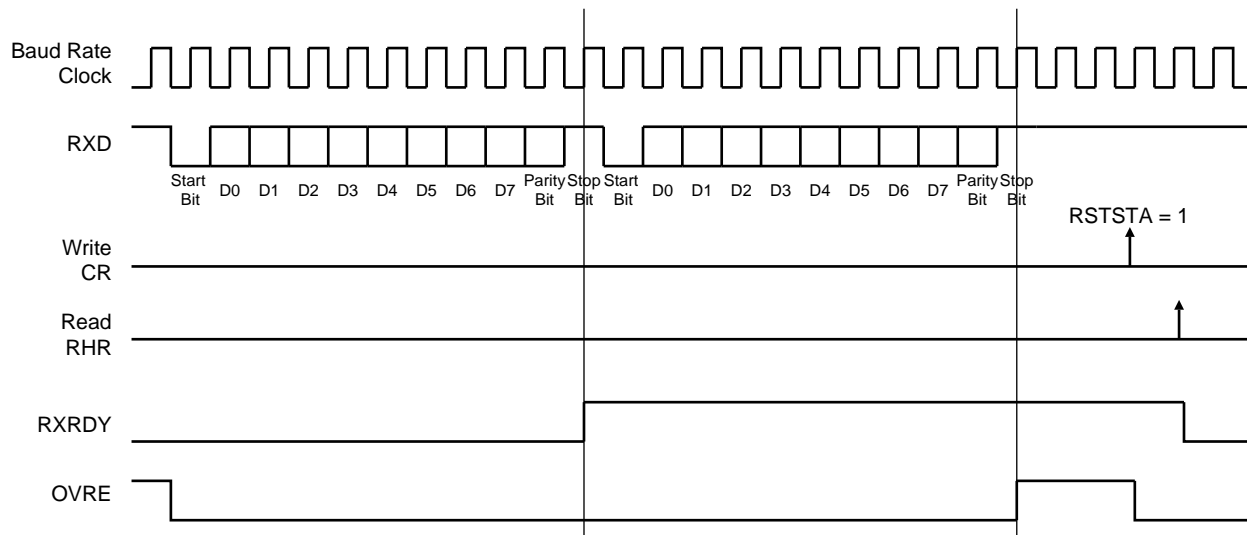 Baud Rate
Clock
RXD
Start
Bit
D0
D1
D2
D3
D4
D5
D6
D7
Parity
Bit
Stop
Bit
Start
Bit
D0
D1
D2
D3
D4
D5
D6
D7
Parity
Bit
Stop
Bit
RSTSTA = 1
Write
CR
Read
RHR
RXRDY
OVRE